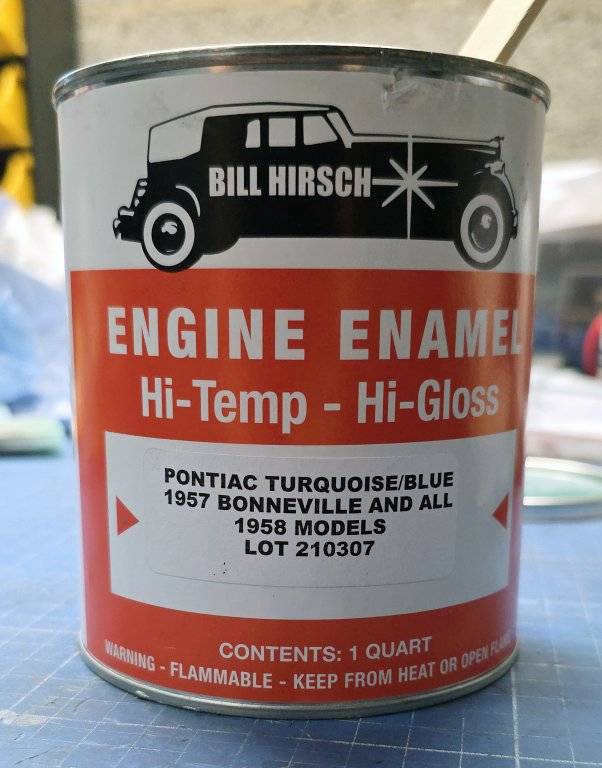 BILL HIRSCH
ENGINE ENAMEL
Hi-Temp - Hi-Gloss
PONTIAC TURQUOISE/BLUE
1957 BONNEVILLE AND ALL
1958 MODELS
LOT 210307
CONTENTS: 1 QUART
WARNING - FLAMMABLE - KEEP FROM HEAT OR OPEN FLAME